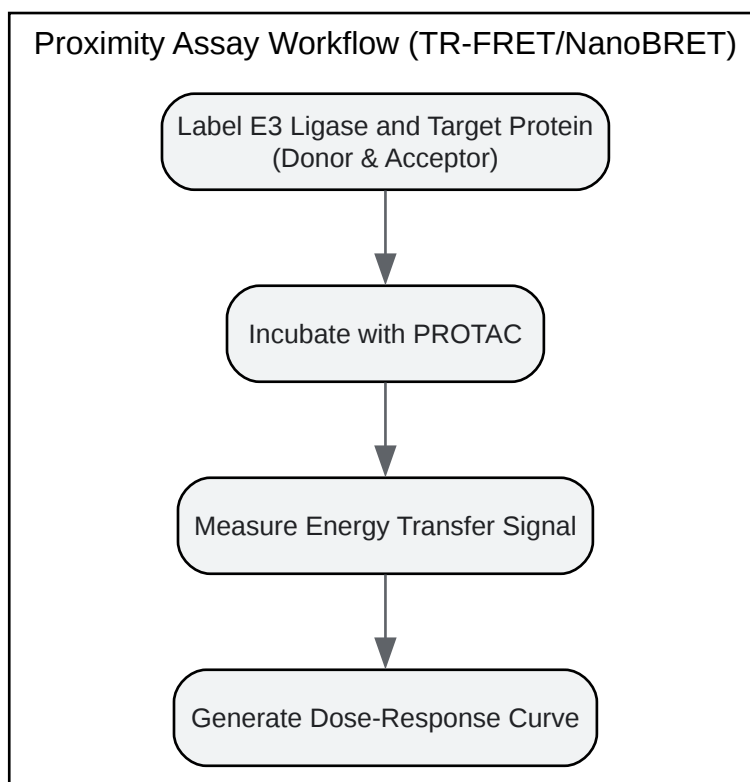 Proximity Assay Workflow (TR-FRET/NanoBRET)
Label E3 Ligase and Target Protein
(Donor & Acceptor)
Incubate with PROTAC
Measure Energy Transfer Signal
Generate Dose-Response Curve